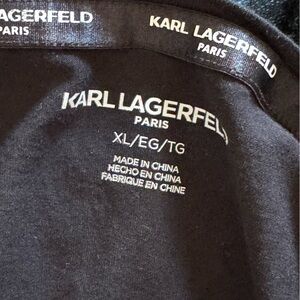 LAGERFELD
PARIS
KARL LAGERFELD
PARIS
KARL LAGERFELD
PARIS
XL/EG/TG
MADE IN CHINA
HECHO EN CHINA
FABRIQUE EN CHINE